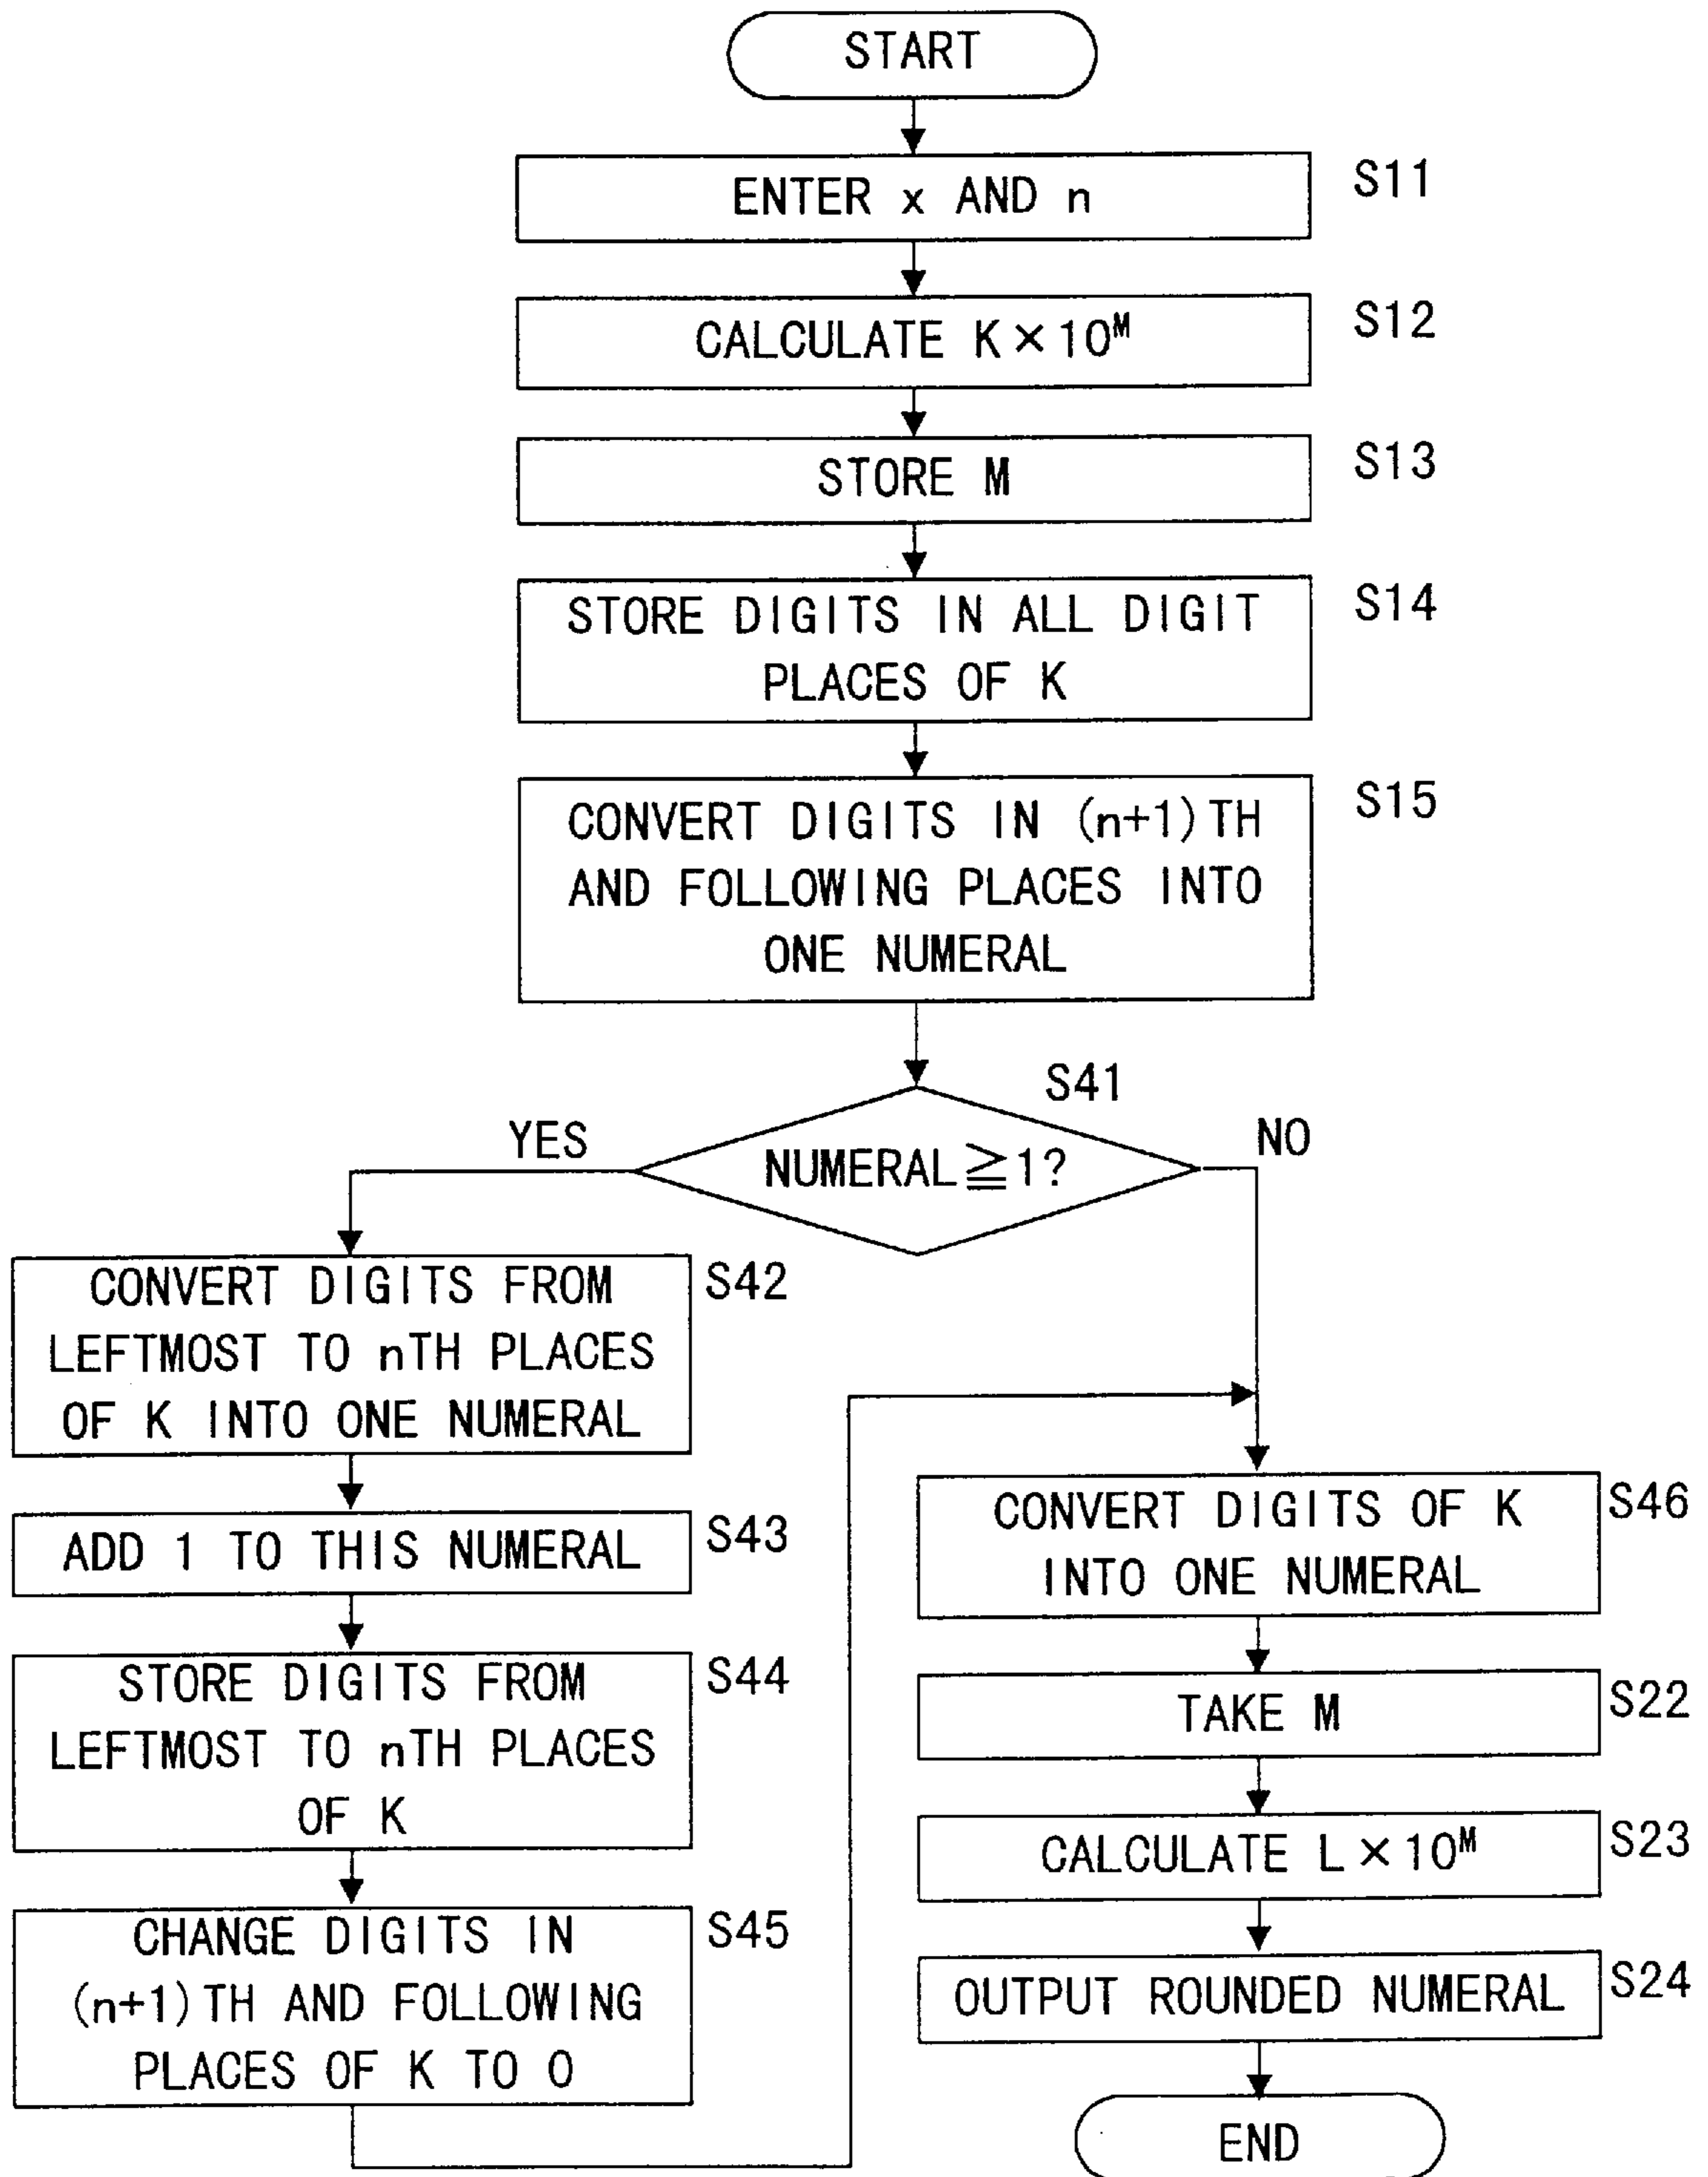 START
ENTER x AND n
S11
CALCULATE K×10ᴹ
S12
STORE M
S13
STORE DIGITS IN ALL DIGIT
PLACES OF K
S14
CONVERT DIGITS IN (n+1)TH
AND FOLLOWING PLACES INTO
ONE NUMERAL
S15
S41
NUMERAL≧1?
YES
NO
CONVERT DIGITS FROM
LEFTMOST TO nTH PLACES
OF K INTO ONE NUMERAL
S42
ADD 1 TO THIS NUMERAL
S43
STORE DIGITS FROM
LEFTMOST TO nTH PLACES
OF K
S44
CHANGE DIGITS IN
(n+1)TH AND FOLLOWING
PLACES OF K TO 0
S45
CONVERT DIGITS OF K
INTO ONE NUMERAL
S46
TAKE M
S22
CALCULATE L×10ᴹ
S23
OUTPUT ROUNDED NUMERAL
S24
END